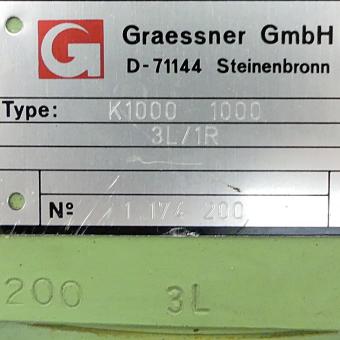 G Graessner GmbH
D-71144 Steinenbronn
Type: K1000 1000
3L/1R
Nº 1 174 200
200 3L